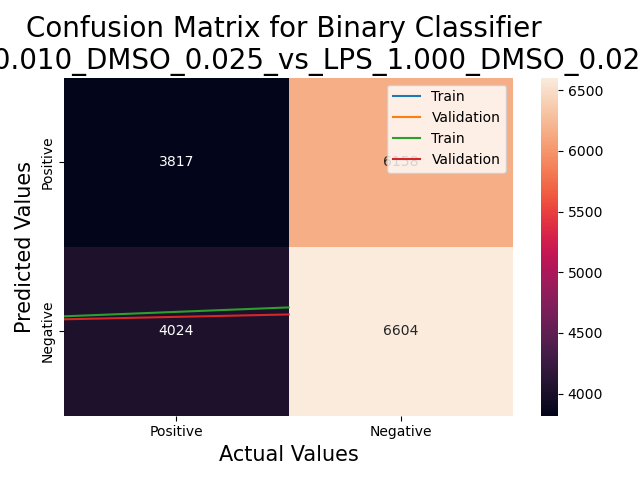 Confusion Matrix for Binary Classifier
0.010_DMSO_0.025_vs_LPS_1.000_DMSO_0.02
Train
Validation
Train
Validation
3817
4024
6604
Positive
Negative
Predicted Values
Positive
Negative
Actual Values
6500
6000
5500
5000
4500
4000